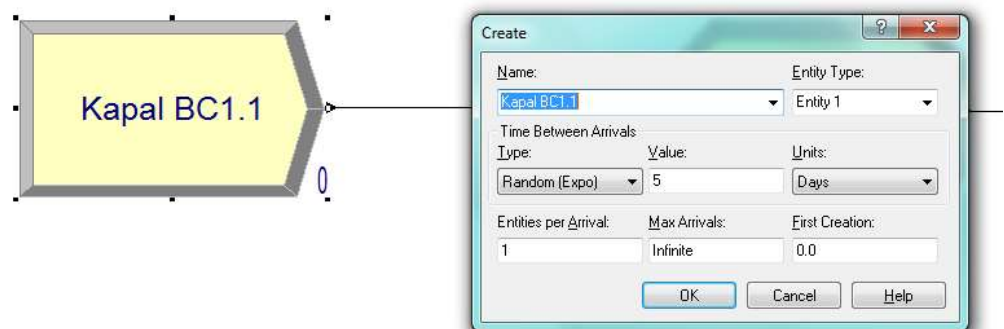 Kapal BC1.1
0
Create
Name:
Entity Type:
Kapal BC1.1
Entity 1
Time Between Arrivals
Type:
Value:
Units:
Random (Expo)
5
Days
Entities per Arrival:
Max Arrivals:
First Creation:
1
Infinite
0.0
OK
Cancel
Help